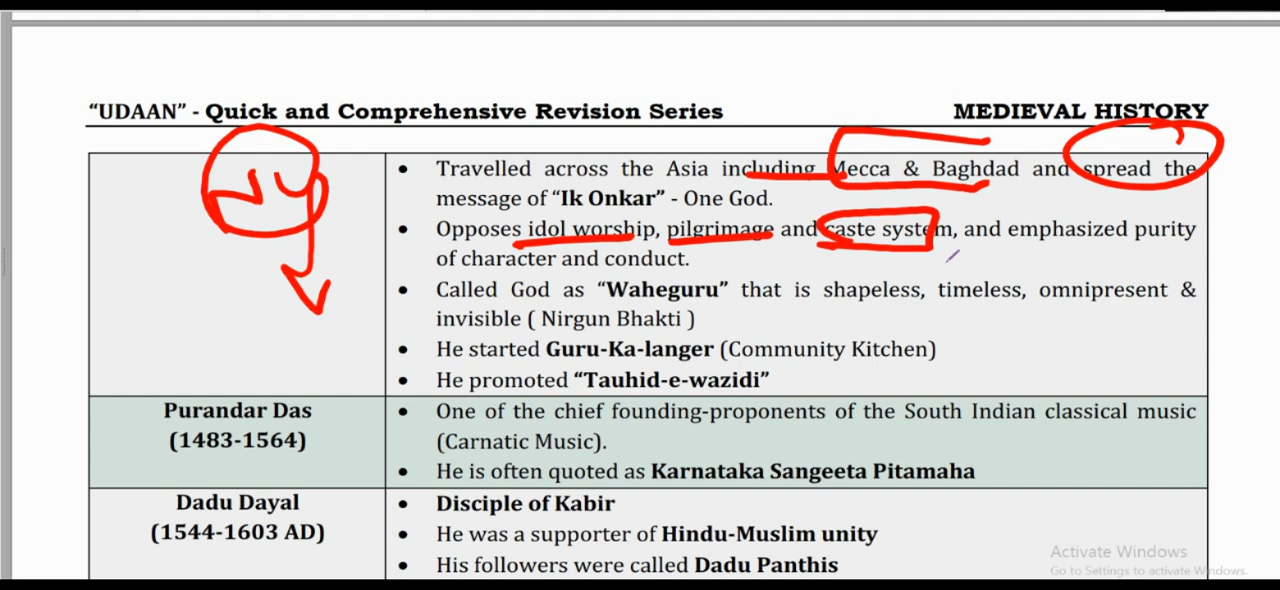 “UDAAN” - Quick and Comprehensive Revision Series MEDIEVAL HISTORY
• Travelled across the Asia including Mecca & Baghdad and spread the
message of “Ik Onkar” - One God.
• Opposes idol worship, pilgrimage and caste system, and emphasized purity
of character and conduct.
• Called God as “Waheguru” that is shapeless, timeless, omnipresent &
invisible ( Nirgun Bhakti )
• He started Guru-Ka-langer (Community Kitchen)
• He promoted “Tauhid-e-wazidi”
Purandar Das
(1483-1564)
• One of the chief founding-proponents of the South Indian classical music
(Carnatic Music).
• He is often quoted as Karnataka Sangeeta Pitamaha
Dadu Dayal
(1544-1603 AD)
• Disciple of Kabir
• He was a supporter of Hindu-Muslim unity
• His followers were called Dadu Panthis
Activate Windows
Go to Settings to activate Windows.